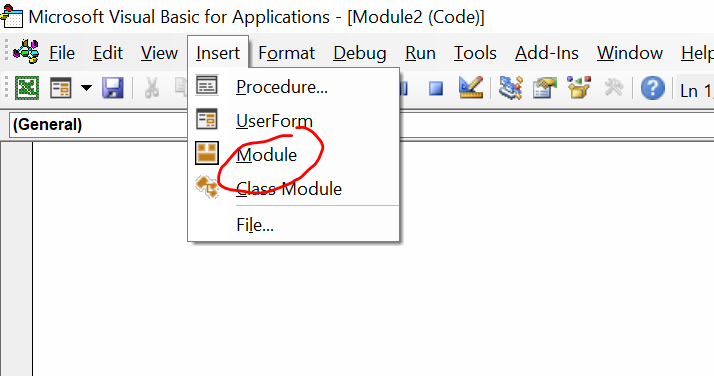 Microsoft Visual Basic for Applications - [Module2 (Code)]
File Edit View Insert Format Debug Run Tools Add-Ins Window Help
Ln 1,
Procedure...
(General)
UserForm
Module
Class Module
File...